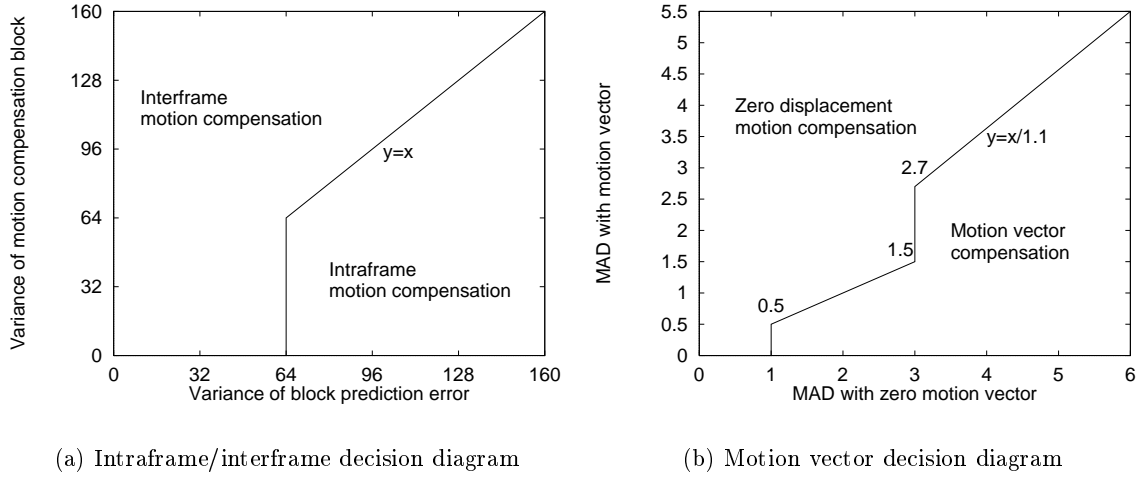 Variance of motion compensation block
160
128
96
64
32
0
Interframe
motion compensation
y=x
Intraframe
motion compensation
0 32 64 96 128 160
Variance of block prediction error
(a) Intraframe/interframe decision diagram
MAD with motion vector
5.5
5
4.5
4
3.5
3
2.5
2
1.5
1
0.5
0
Zero displacement
motion compensation
y=x/1.1
2.7
Motion vector
compensation
1.5
0.5
0 1 2 3 4 5 6
MAD with zero motion vector
(b) Motion vector decision diagram